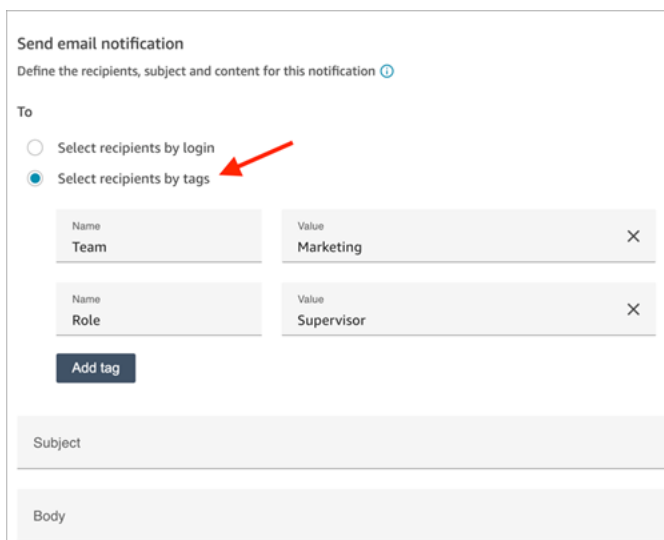 Send email notification
Define the recipients, subject and content for this notification
To
Select recipients by login
Select recipients by tags
Name
Team
Value
Marketing
Name
Role
Value
Supervisor
Add tag
Subject
Body